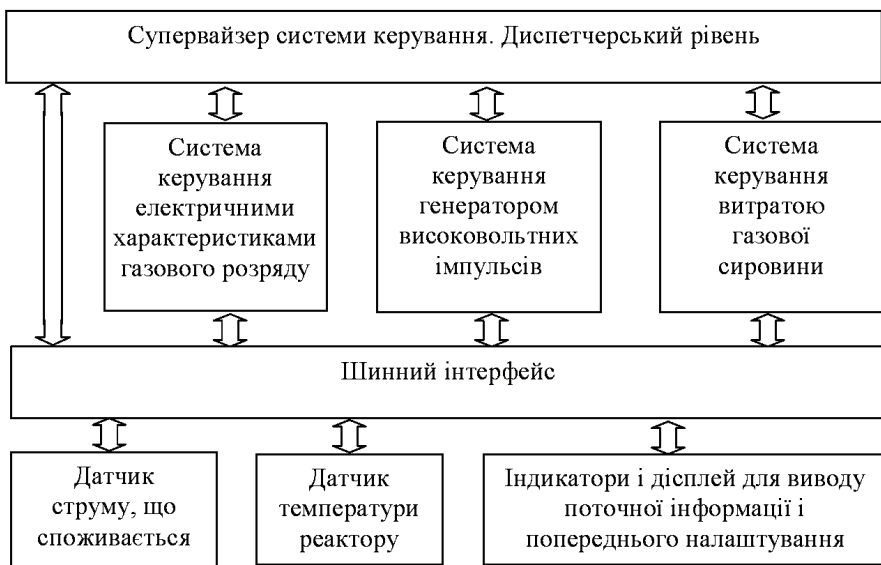 Супервайзер системи керування. Диспетчерський рівень
Система
керування
електричними
характеристиками
газового розряду
Система
керування
генератором
високовольтних
імпульсів
Система
керування
витратою
газової
сировини
Шинний інтерфейс
Датчик
струму, що
споживається
Датчик
температури
реактору
Індикатори і дісплей для виводу
поточної інформації і
попереднього налаштування